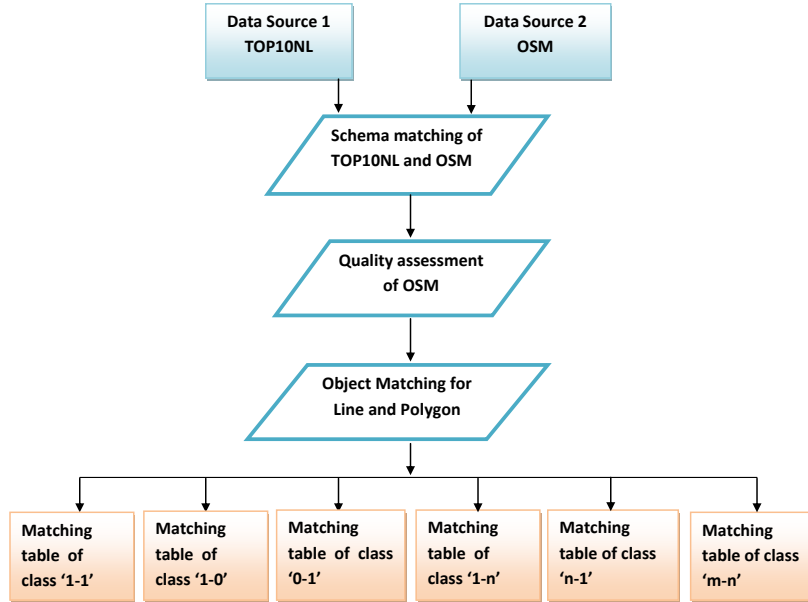 Data Source 1
TOP10NL
Data Source 2
OSM
Schema matching of
TOP10NL and OSM
Quality assessment
of OSM
Object Matching for
Line and Polygon
Matching
table of
class ‘1-1’
Matching
table of
class ‘1-0’
Matching
table of class
‘0-1’
Matching
table of
class ‘1-n’
Matching
table of class
‘n-1’
Matching
table of class
‘m-n’